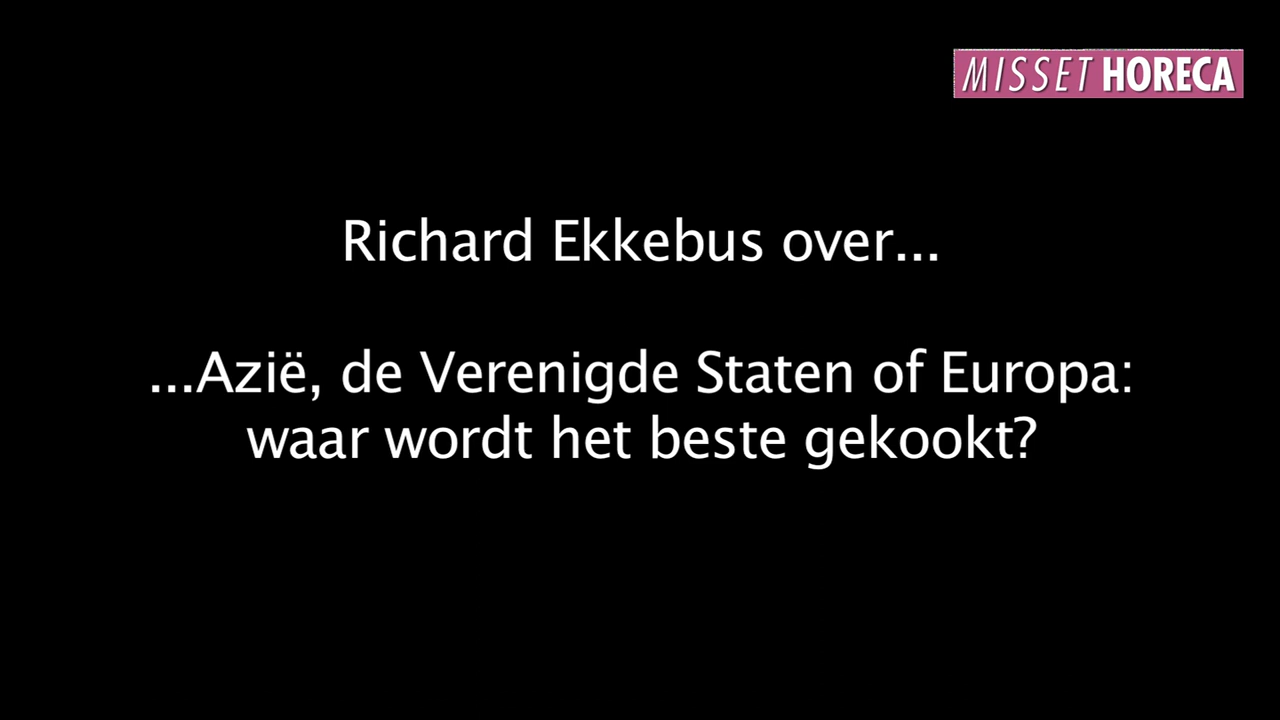 MISSET HORECA
Richard Ekkebus over...
...Azië, de Verenigde Staten of Europa:
waar wordt het beste gekookt?